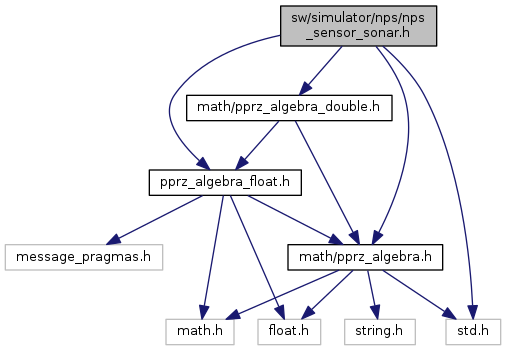 sw/simulator/nps/nps
_sensor_sonar.h
math/pprz_algebra_double.h
pprz_algebra_float.h
message_pragmas.h
math/pprz_algebra.h
math.h
float.h
string.h
std.h